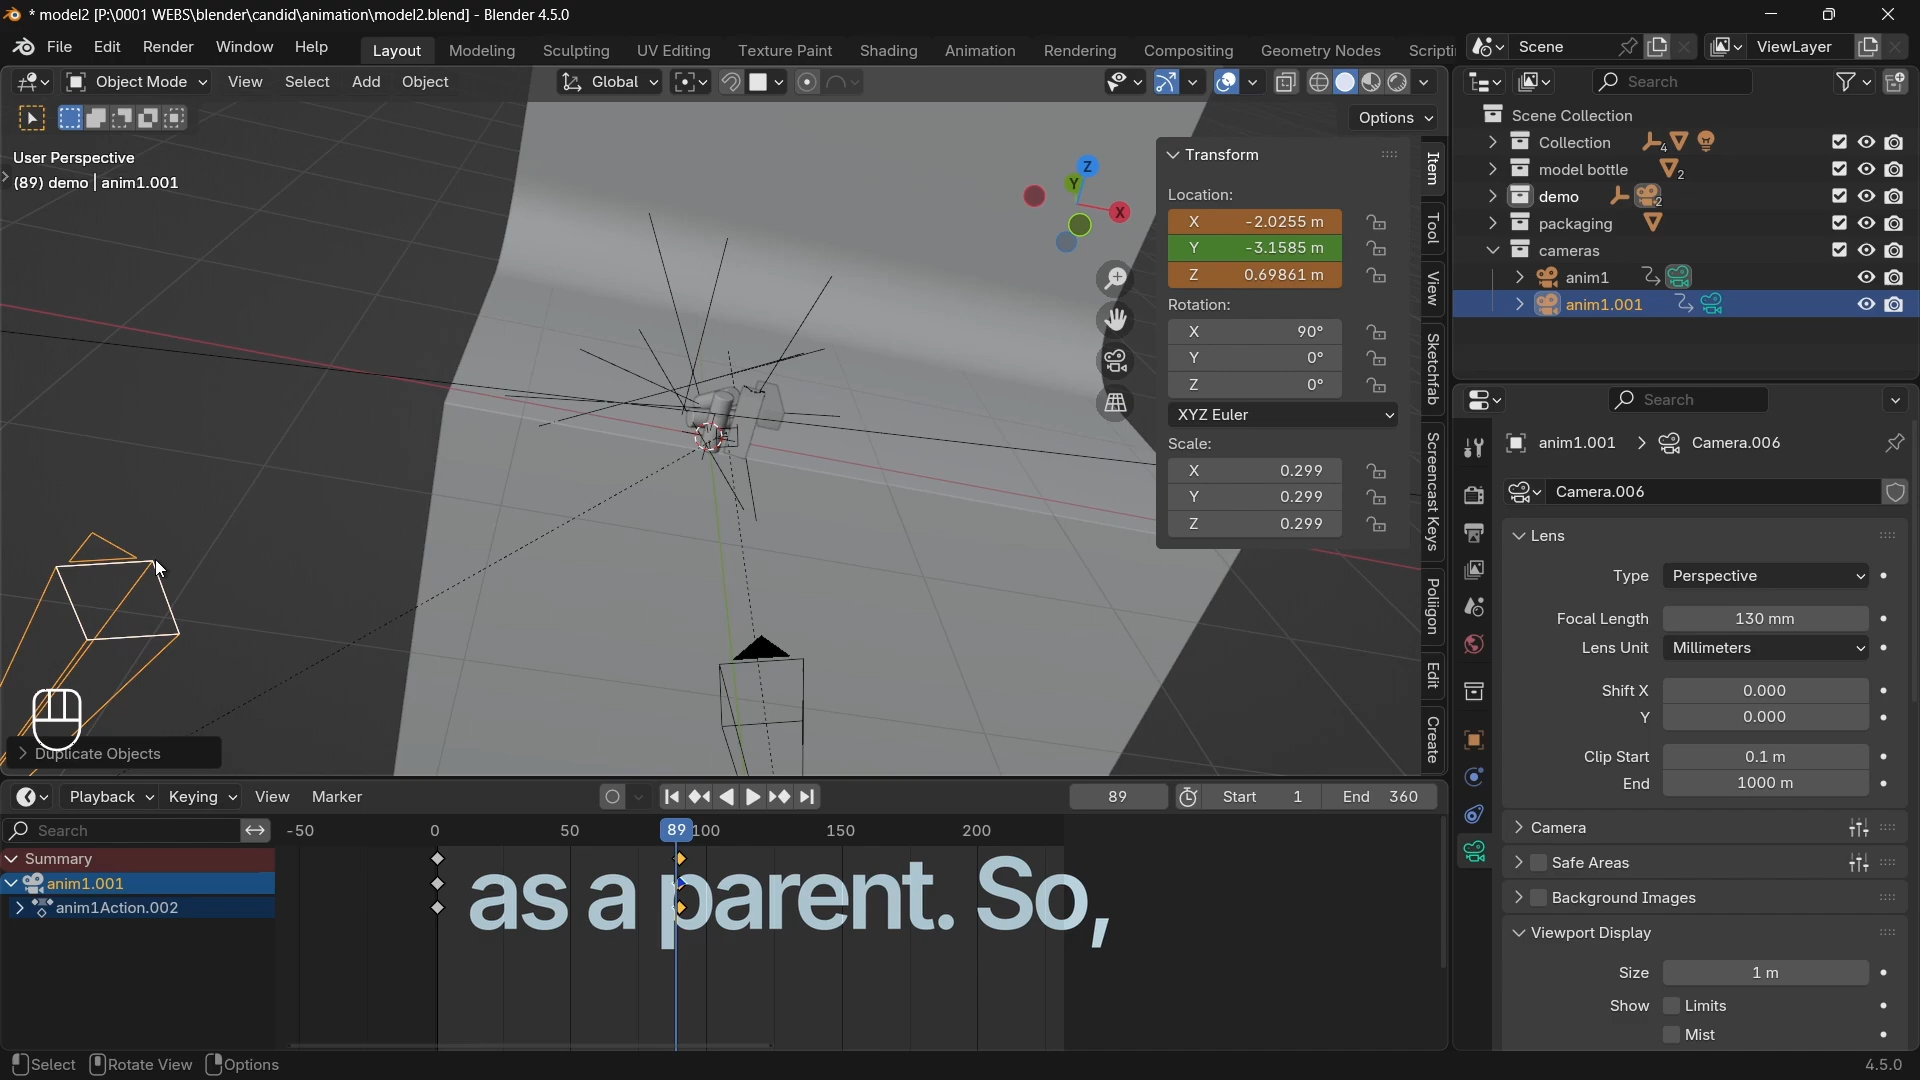 * model2 [P:\0001 WEBS\blender\candid\animation\model2.blend] - Blender 4.5.0
File Edit Render Window Help
Layout Modeling Sculpting UV Editing Texture Paint Shading Animation Rendering Compositing Geometry Nodes Scripti
Scene
ViewLayer
Object Mode View Select Add Object
Global
Search
Options
User Perspective
(89) demo | anim1.001
Transform
Location:
X -2.0255 m
Y -3.1585 m
Z 0.69861 m
Rotation:
X 90°
Y 0°
Z 0°
XYZ Euler
Scale:
X 0.299
Y 0.299
Z 0.299
Z
Y
X
Item
Tool
View
Sketchfab
Screencast Keys
Poliigon
Edit
Create
Scene Collection
Collection 4
model bottle 2
demo 2
packaging
cameras
anim1
anim1.001
Search
anim1.001 > Camera.006
Camera.006
Lens
Type Perspective
Focal Length 130 mm
Lens Unit Millimeters
Shift X 0.000
Y 0.000
Clip Start 0.1 m
End 1000 m
Camera
Safe Areas
Background Images
Viewport Display
Size 1 m
Show Limits
Mist
Duplicate Objects
Playback Keying View Marker
89
Start 1
End 360
Search
-50 0 50 89 100 150 200
Summary
anim1.001
anim1Action.002
as a parent. So,
Select Rotate View Options
4.5.0